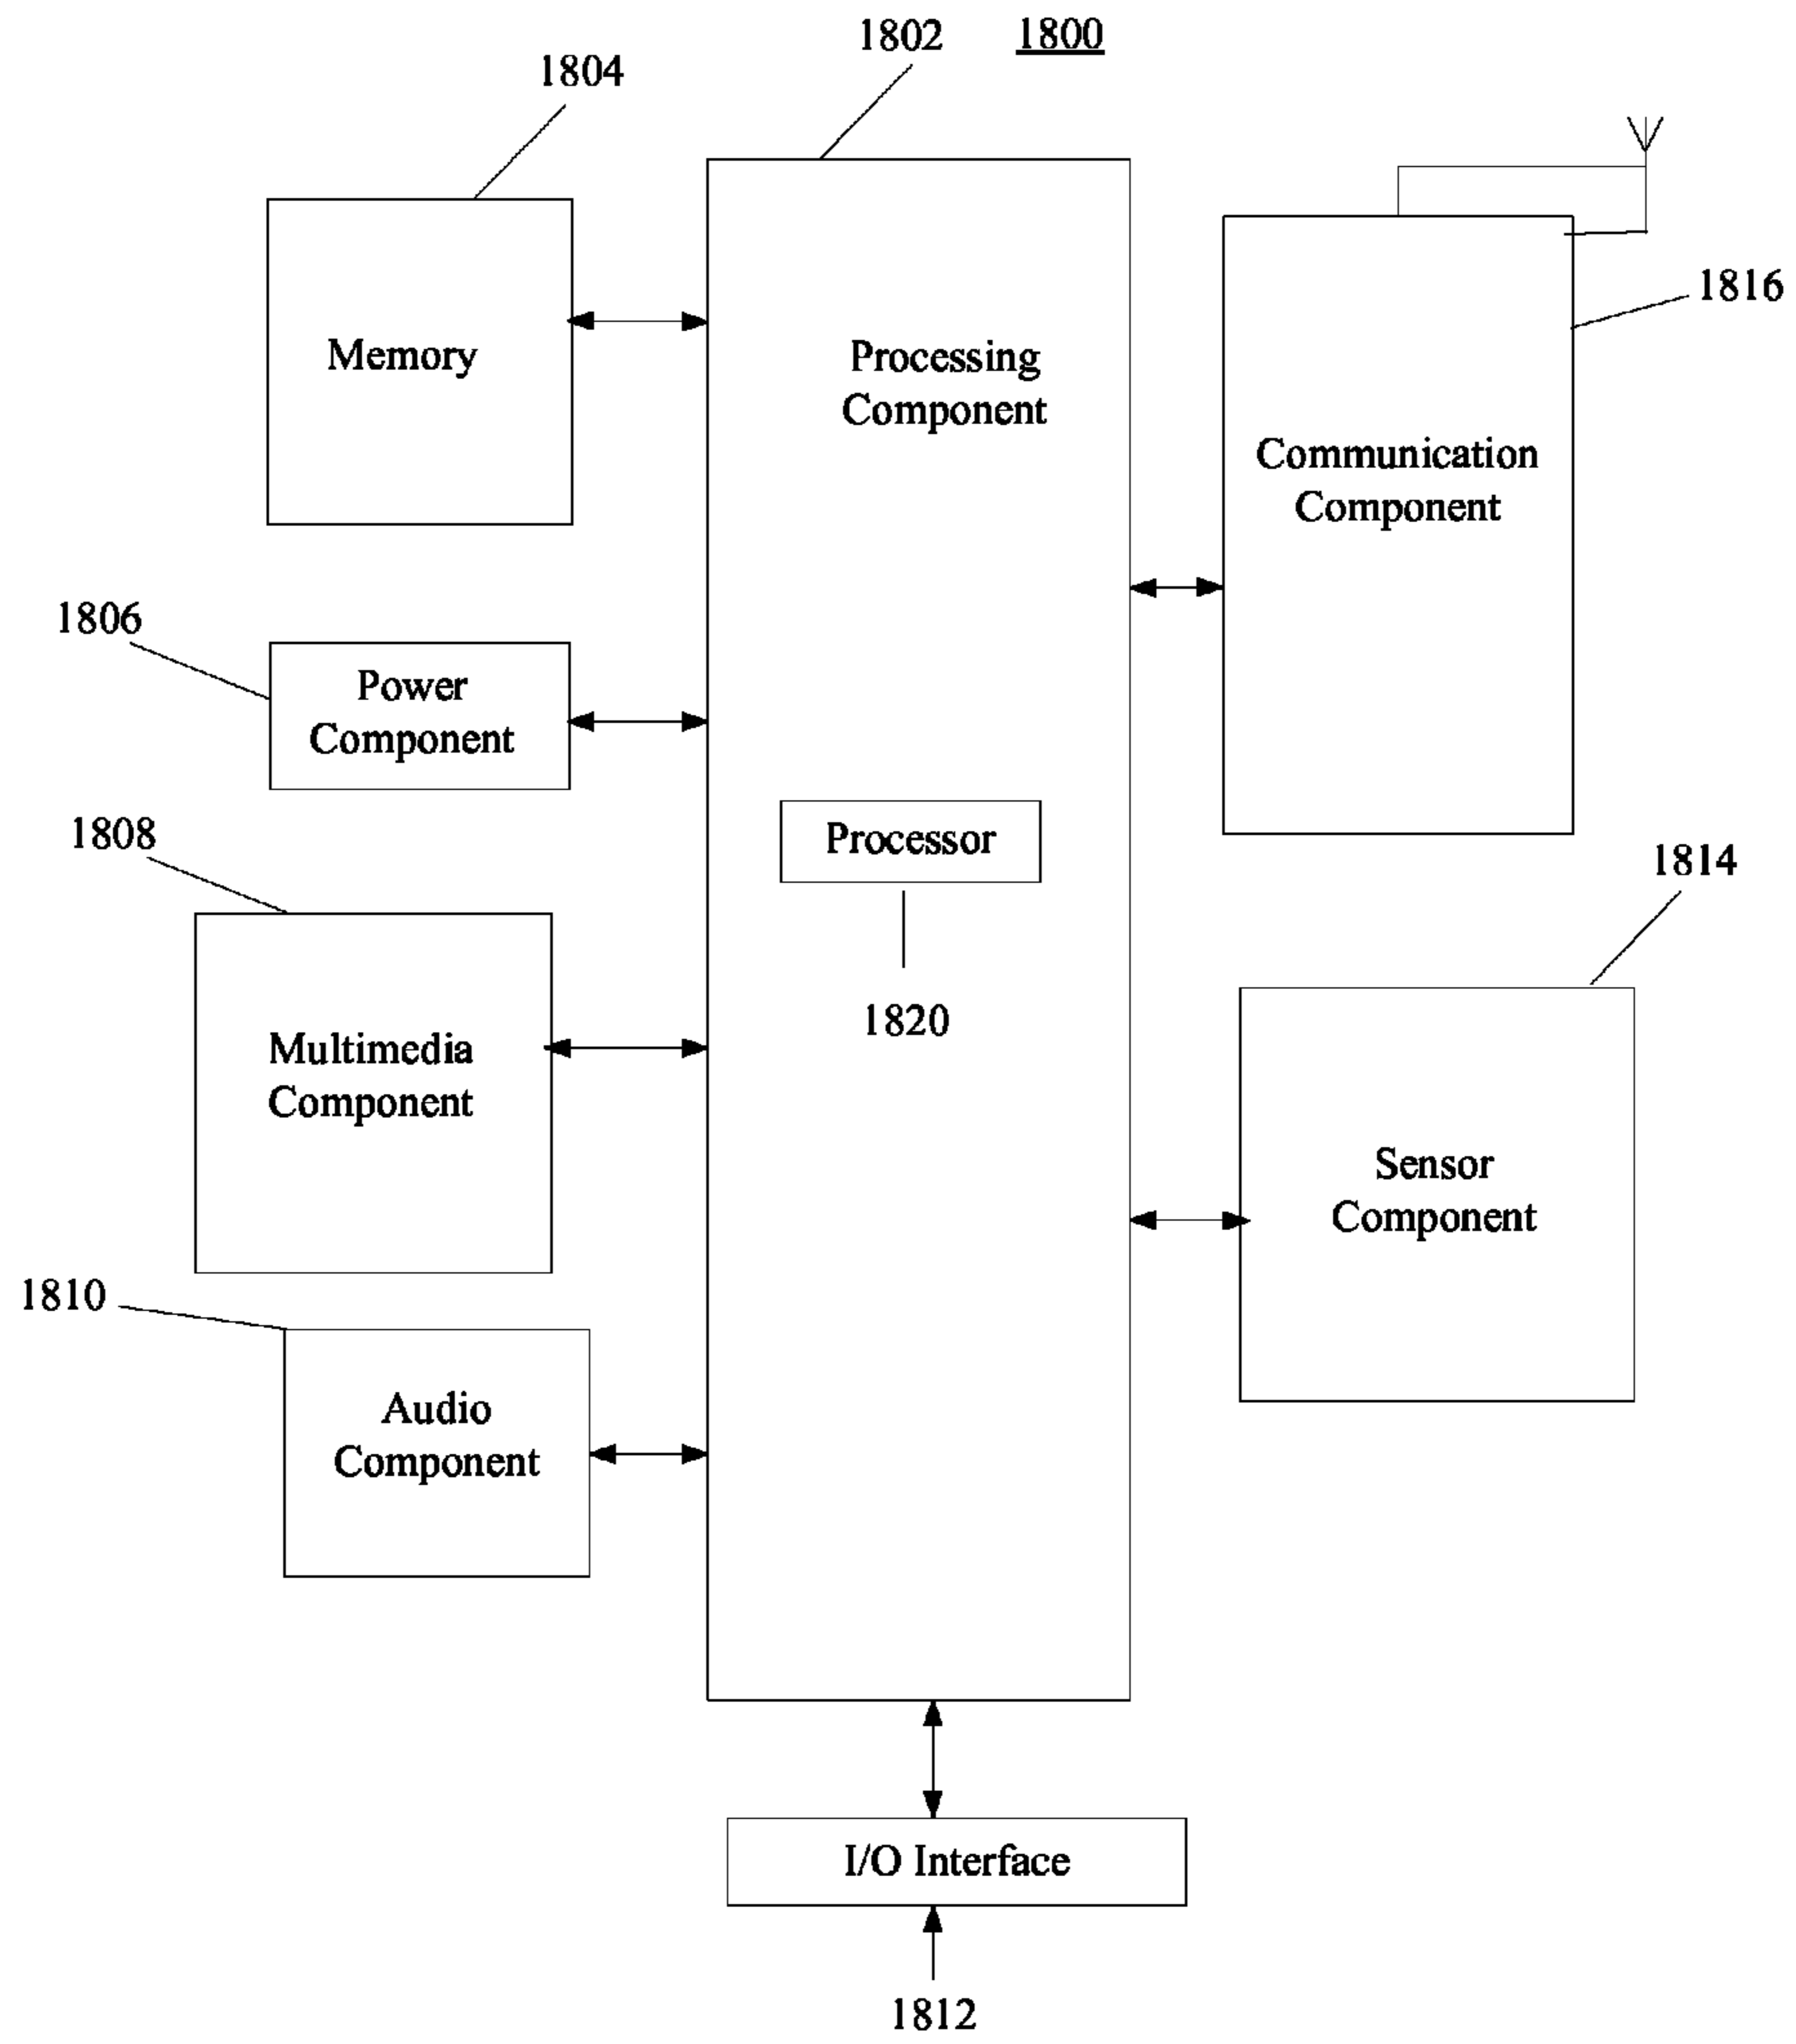 1802
1800
1804
1816
Memory
Processing
Component
Communication
Component
1806
Power
Component
1808
Processor
1814
1820
Multimedia
Component
Sensor
Component
1810
Audio
Component
I/O Interface
1812